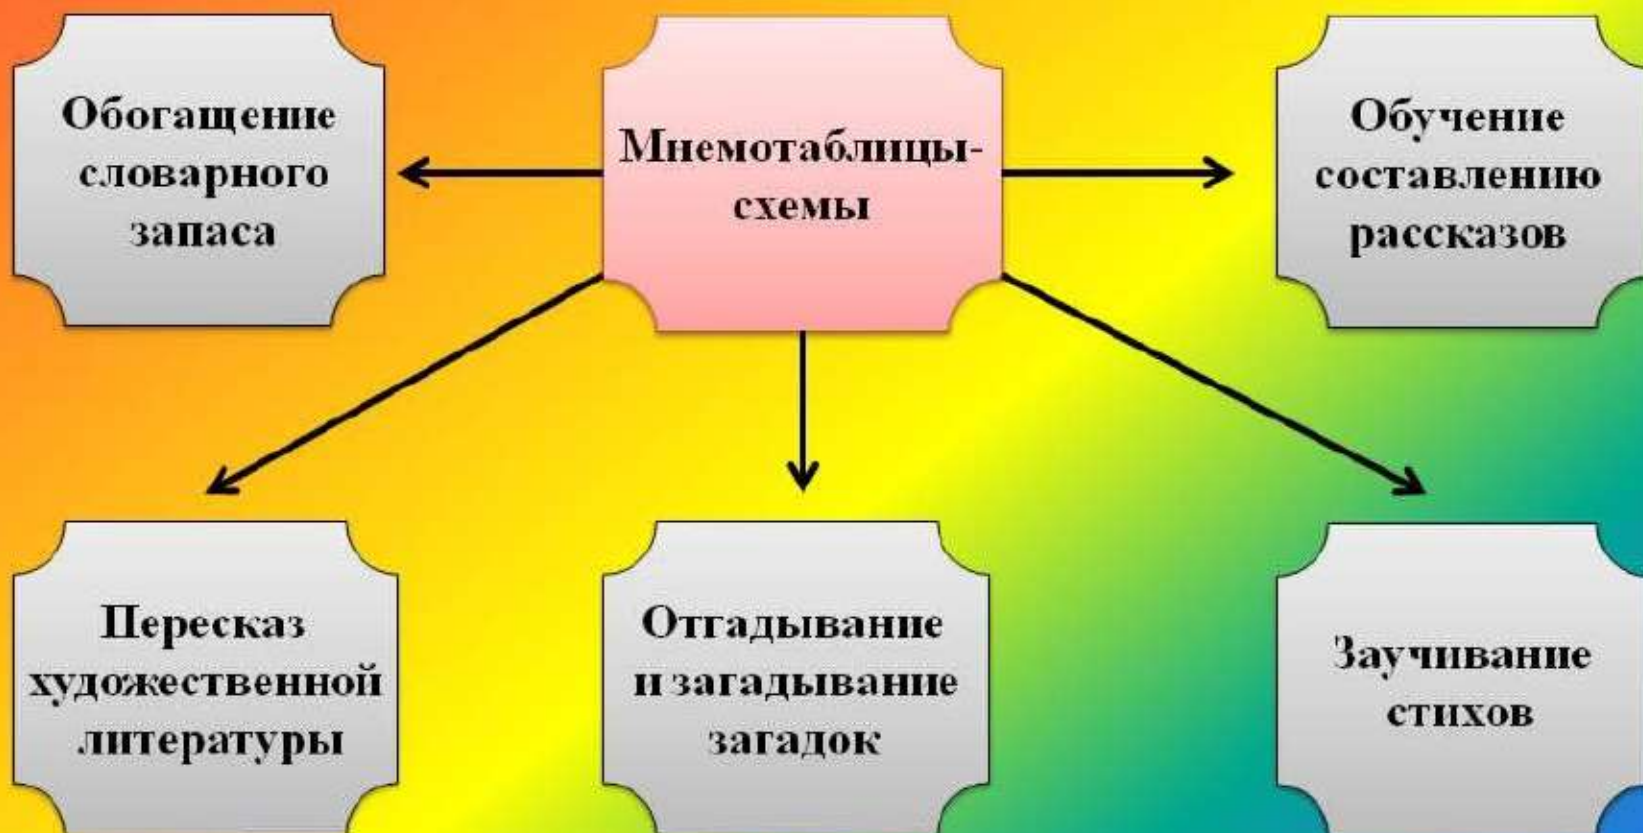 Обогащение
словарного
запаса
Мнемотаблицы-
схемы
Обучение
составлению
рассказов
Пересказ
художественной
литературы
Отгадывание
и загадывание
загадок
Заучивание
стихов